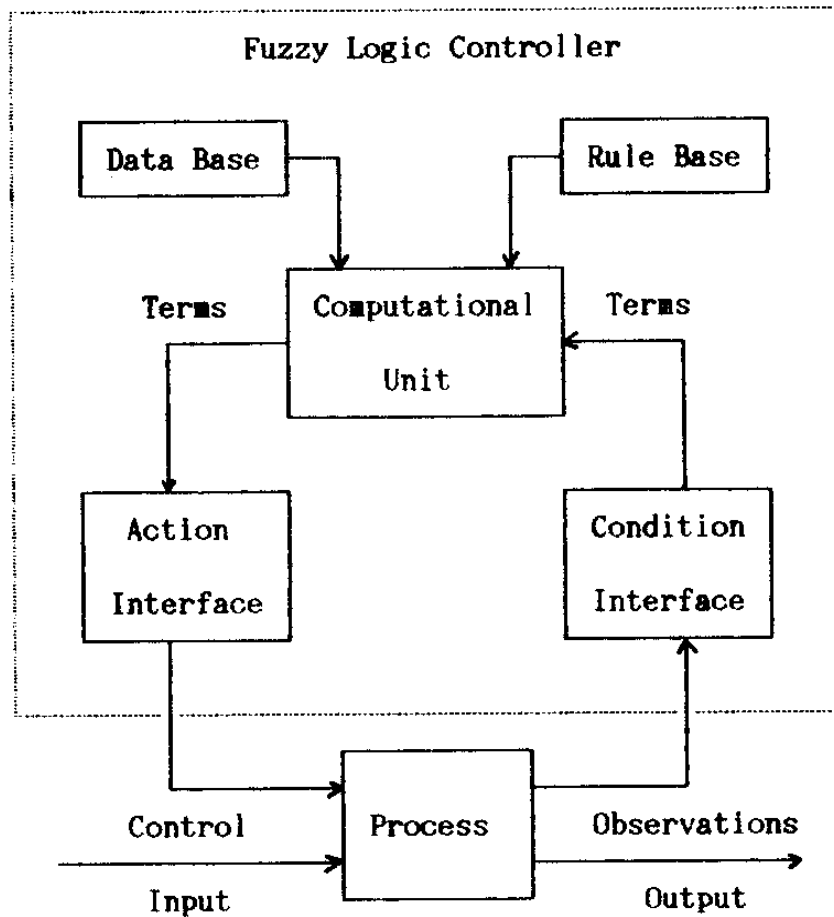 Fuzzy Logic Controller
Data Base
Rule Base
Terms
Computational
Unit
Terms
Action
Interface
Condition
Interface
Control
Process
Observations
Input
Output